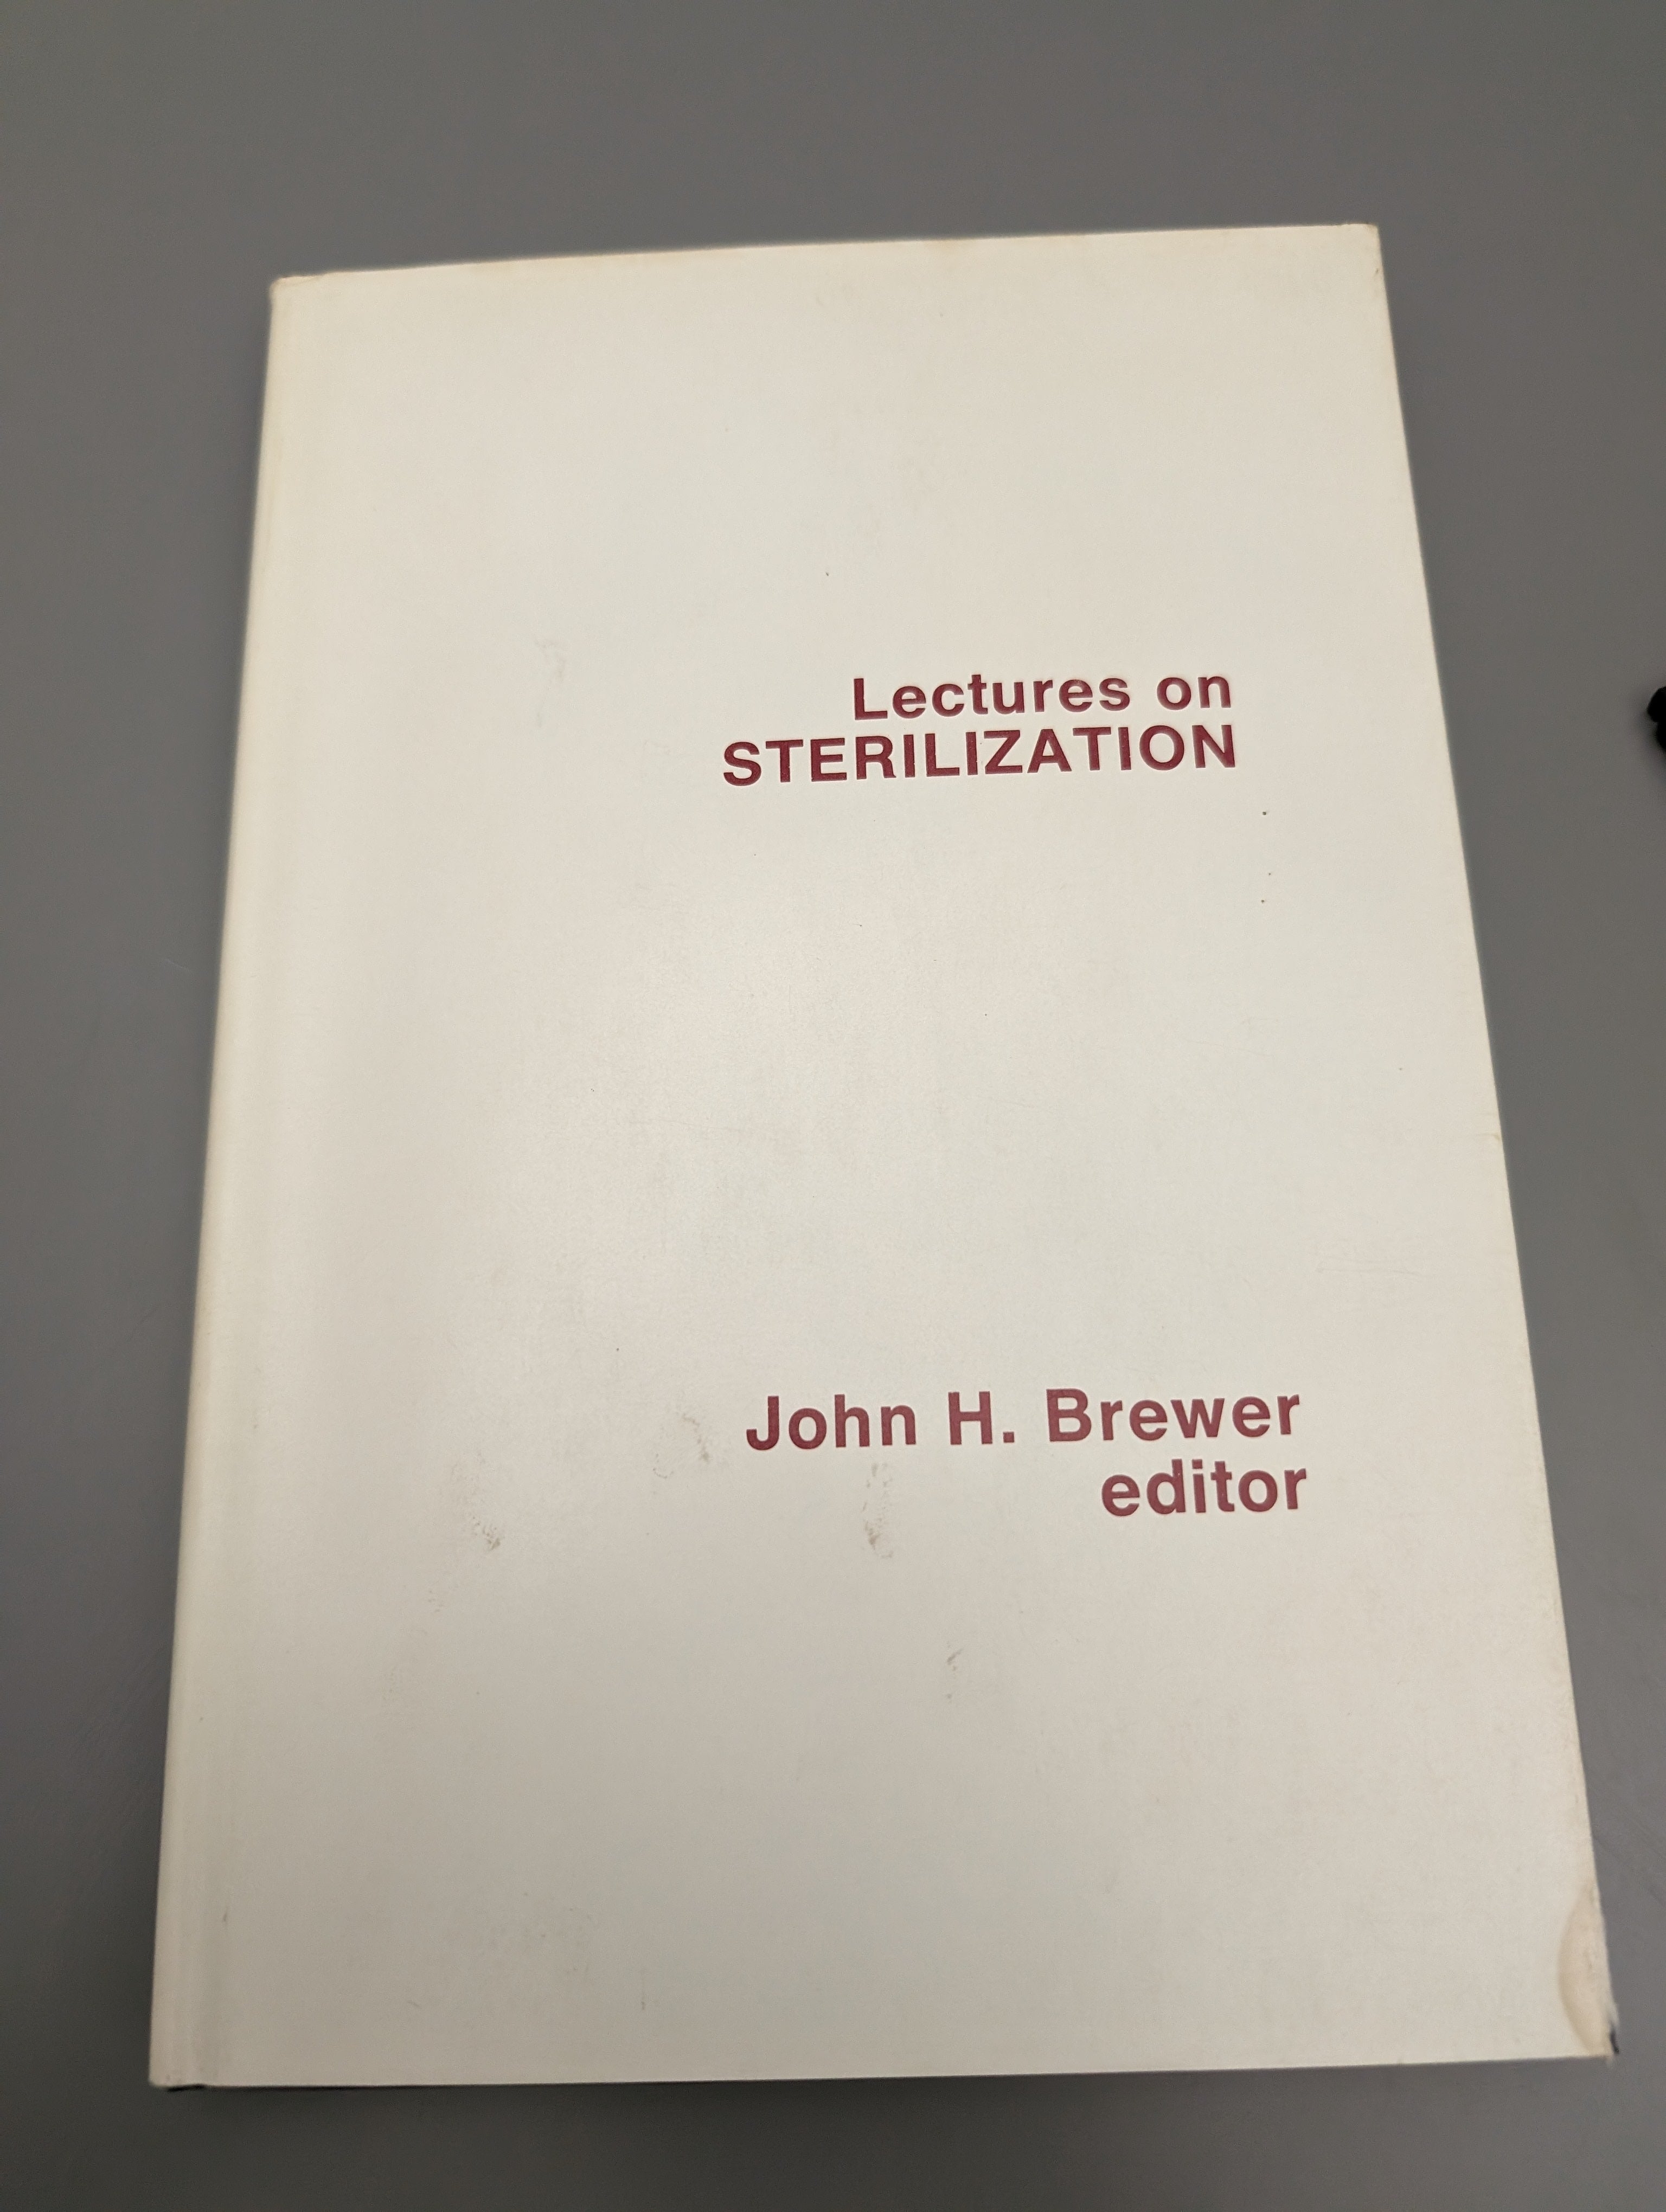 Lectures on
STERILIZATION
John H. Brewer
editor